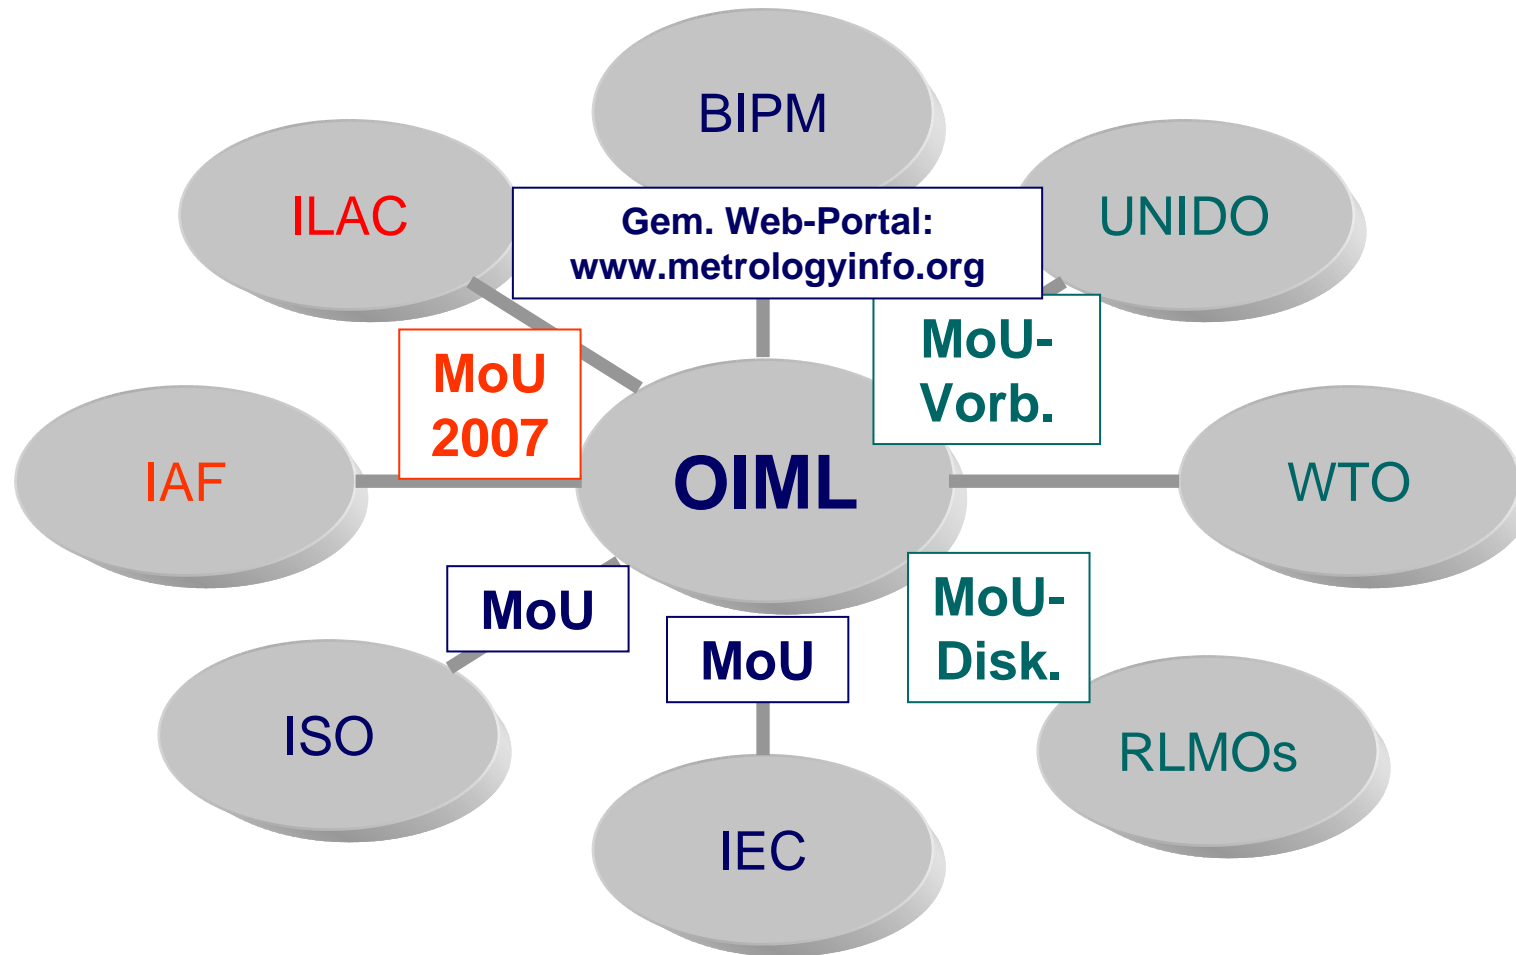 BIPM
ILAC
UNIDO
Gem. Web-Portal:
www.metrologyinfo.org
MoU-
Vorb.
MoU
2007
IAF
OIML
WTO
MoU
MoU
MoU-
Disk.
ISO
IEC
RLMOs